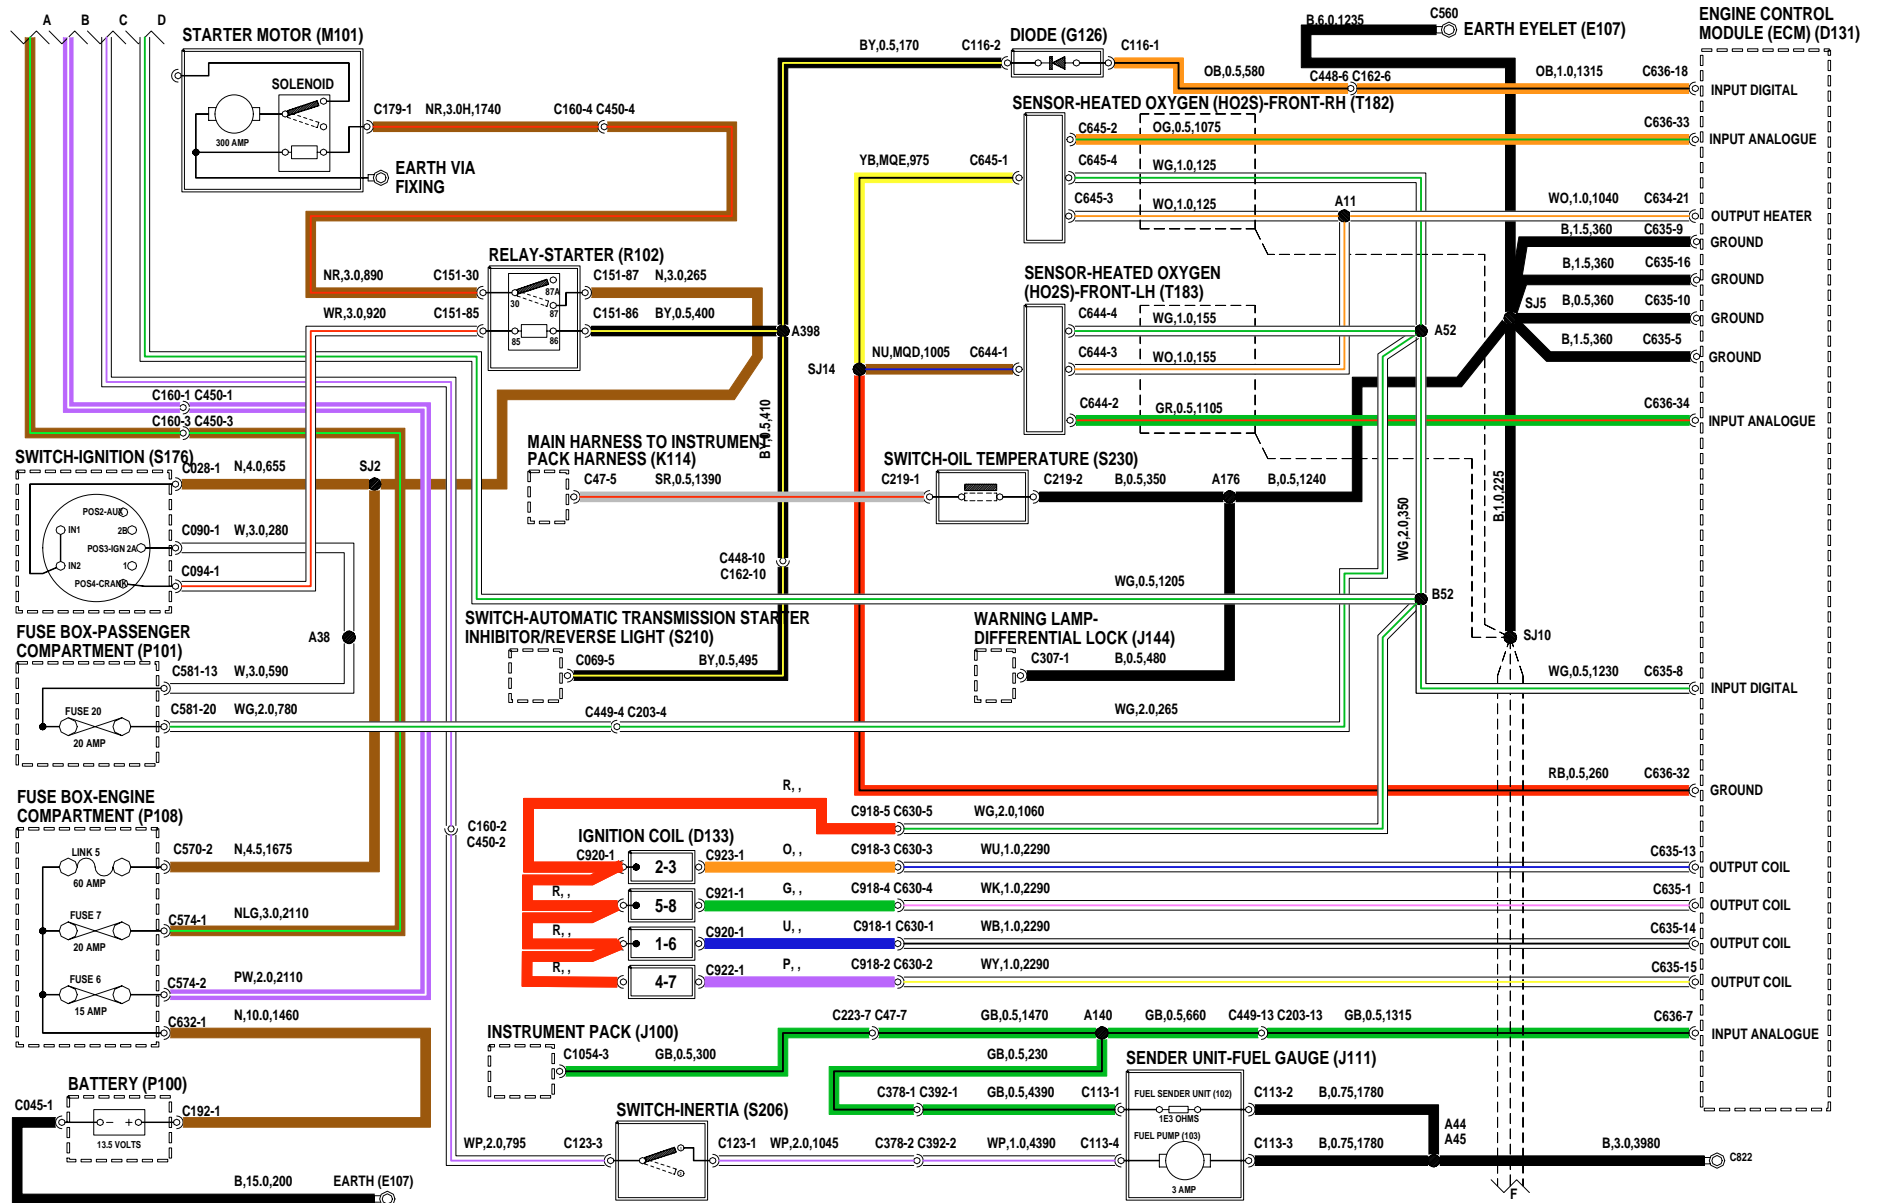 A B C D
STARTER MOTOR (M101)
SOLENOID
300 AMP
C179-1 NR,3.0H,1740 C160-4 C450-4
EARTH VIA
FIXING
BY,0.5,170 C116-2
DIODE (G126)
C116-1
OB,0.5,580
C448-6 C162-6
OB,1.0,1315 C636-18
B,6.0,1235
C560
EARTH EYELET (E107)
ENGINE CONTROL
MODULE (ECM) (D131)
INPUT DIGITAL
SENSOR-HEATED OXYGEN (HO2S)-FRONT-RH (T182)
C645-2 OG,0.5,1075
C636-33
INPUT ANALOGUE
YB,MQE,975 C645-1
C645-4 WG,1.0,125
C645-3 WO,1.0,125
A11
WO,1.0,1040 C634-21
OUTPUT HEATER
B,1.5,360 C635-9
GROUND
B,1.5,360 C635-16
GROUND
SJ5
B,0.5,360 C635-10
GROUND
B,1.5,360 C635-5
GROUND
RELAY-STARTER (R102)
NR,3.0,890 C151-30
30
87A
87
C151-87 N,3.0,265
WR,3.0,920 C151-85
85
86
C151-86 BY,0.5,400
A398
SENSOR-HEATED OXYGEN
(HO2S)-FRONT-LH (T183)
C644-4 WG,1.0,155
A52
NU,MQD,1005 C644-1
C644-3 WO,1.0,155
SJ14
C644-2 GR,0.5,1105
C636-34
INPUT ANALOGUE
C160-1 C450-1
C160-3 C450-3
BY,0.5,410
SWITCH-IGNITION (S176)
C028-1 N,4.0,655
SJ2
POS2-AUX
IN1
2B
POS3-IGN 2A
IN2
1
POS4-CRANK
C090-1 W,3.0,280
C094-1
MAIN HARNESS TO INSTRUMENT
PACK HARNESS (K114)
C47-5 SR,0.5,1390
SWITCH-OIL TEMPERATURE (S230)
C219-1
C219-2 B,0.5,350
A176
B,0.5,1240
WG,2.0,350
B,1.0,225
C448-10
C162-10
WG,0.5,1205
B52
A38
SWITCH-AUTOMATIC TRANSMISSION STARTER
INHIBITOR/REVERSE LIGHT (S210)
C069-5 BY,0.5,495
WARNING LAMP-
DIFFERENTIAL LOCK (J144)
C307-1 B,0.5,480
SJ10
FUSE BOX-PASSENGER
COMPARTMENT (P101)
C581-13 W,3.0,590
FUSE 20
20 AMP
C581-20 WG,2.0,780
C449-4 C203-4
WG,2.0,265
WG,0.5,1230 C635-8
INPUT DIGITAL
RB,0.5,260 C636-32
GROUND
FUSE BOX-ENGINE
COMPARTMENT (P108)
LINK 5
60 AMP
C570-2 N,4.5,1675
FUSE 7
20 AMP
C574-1 NLG,3.0,2110
FUSE 6
15 AMP
C574-2 PW,2.0,2110
C632-1 N,10.0,1460
C160-2
C450-2
R, ,
C918-5 C630-5 WG,2.0,1060
IGNITION COIL (D133)
C920-1
2-3
C923-1 O, , C918-3 C630-3 WU,1.0,2290
C635-13
OUTPUT COIL
R, ,
5-8
C921-1 G, , C918-4 C630-4 WK,1.0,2290
C635-1
OUTPUT COIL
R, ,
1-6
C920-1 U, , C918-1 C630-1 WB,1.0,2290
C635-14
OUTPUT COIL
R, ,
4-7
C922-1 P, , C918-2 C630-2 WY,1.0,2290
C635-15
OUTPUT COIL
INSTRUMENT PACK (J100)
C1054-3 GB,0.5,300
C223-7 C47-7
GB,0.5,1470
A140
GB,0.5,660
C449-13 C203-13
GB,0.5,1315
C636-7
INPUT ANALOGUE
GB,0.5,230
SENDER UNIT-FUEL GAUGE (J111)
C378-1 C392-1 GB,0.5,4390 C113-1
FUEL SENDER UNIT (102)
1E3 OHMS
C113-2 B,0.75,1780
FUEL PUMP (103)
3 AMP
C113-3 B,0.75,1780
A44
A45
B,3.0,3980
C822
BATTERY (P100)
C045-1
13.5 VOLTS
C192-1
B,15.0,200
EARTH (E107)
SWITCH-INERTIA (S206)
WP,2.0,795 C123-3
C123-1 WP,2.0,1045
C378-2 C392-2
WP,1.0,4390 C113-4
F